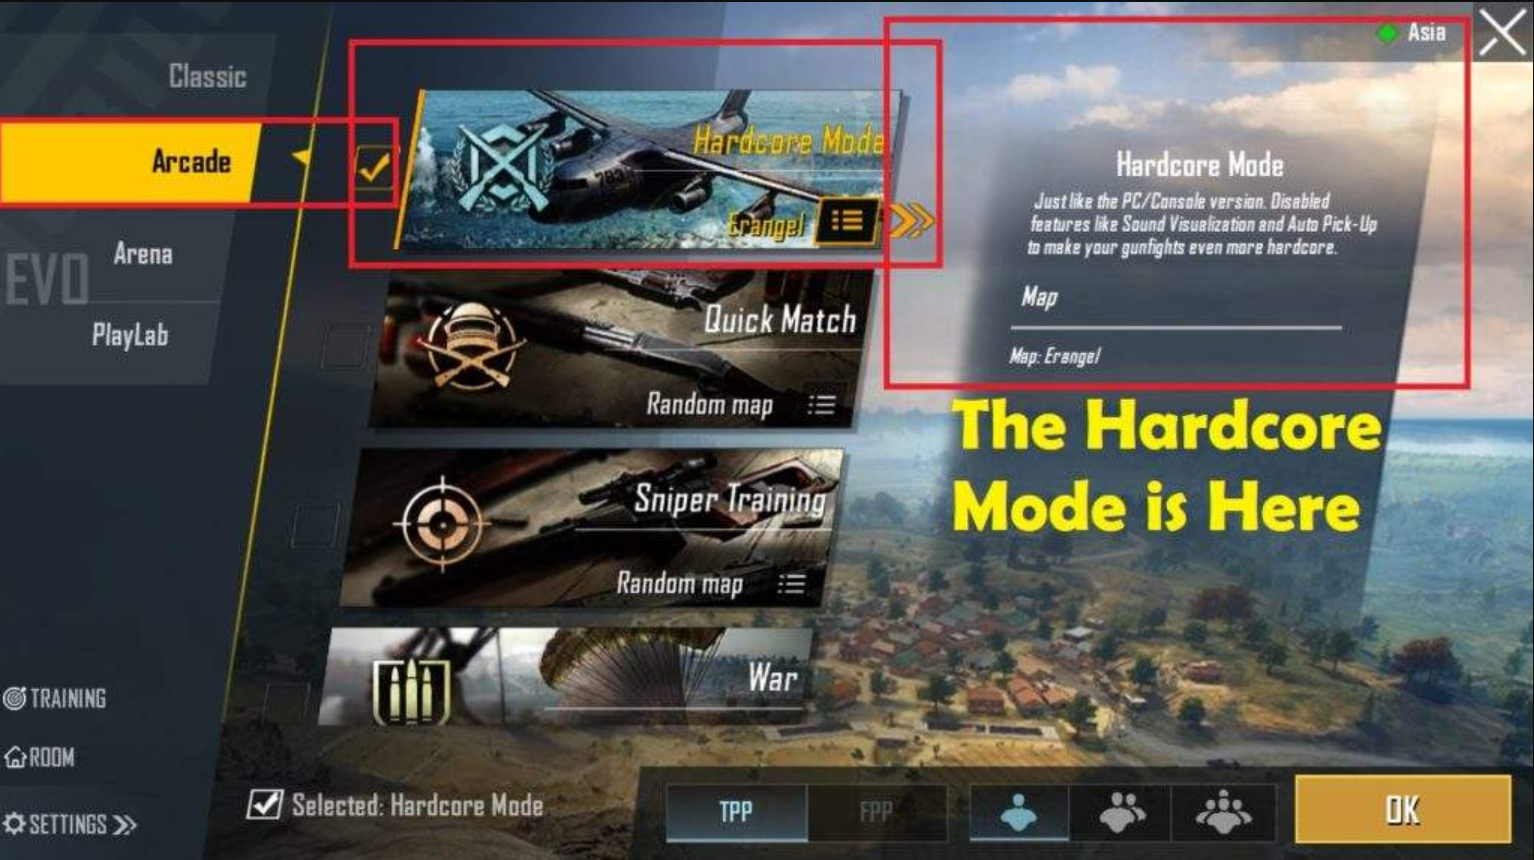 Asia
Classic
Arcade
Arena
EVO
PlayLab
Hardcore Mode
783
Erangel
Quick Match
Random map
Sniper Training
Random map
War
Hardcore Mode
Just like the PC/Console version. Disabled
features like Sound Visualization and Auto Pick-Up
to make your gunfights even more hardcore.
Map
Map: Erangel
The Hardcore
Mode is Here
TRAINING
ROOM
SETTINGS
Selected: Hardcore Mode
TPP
FPP
OK